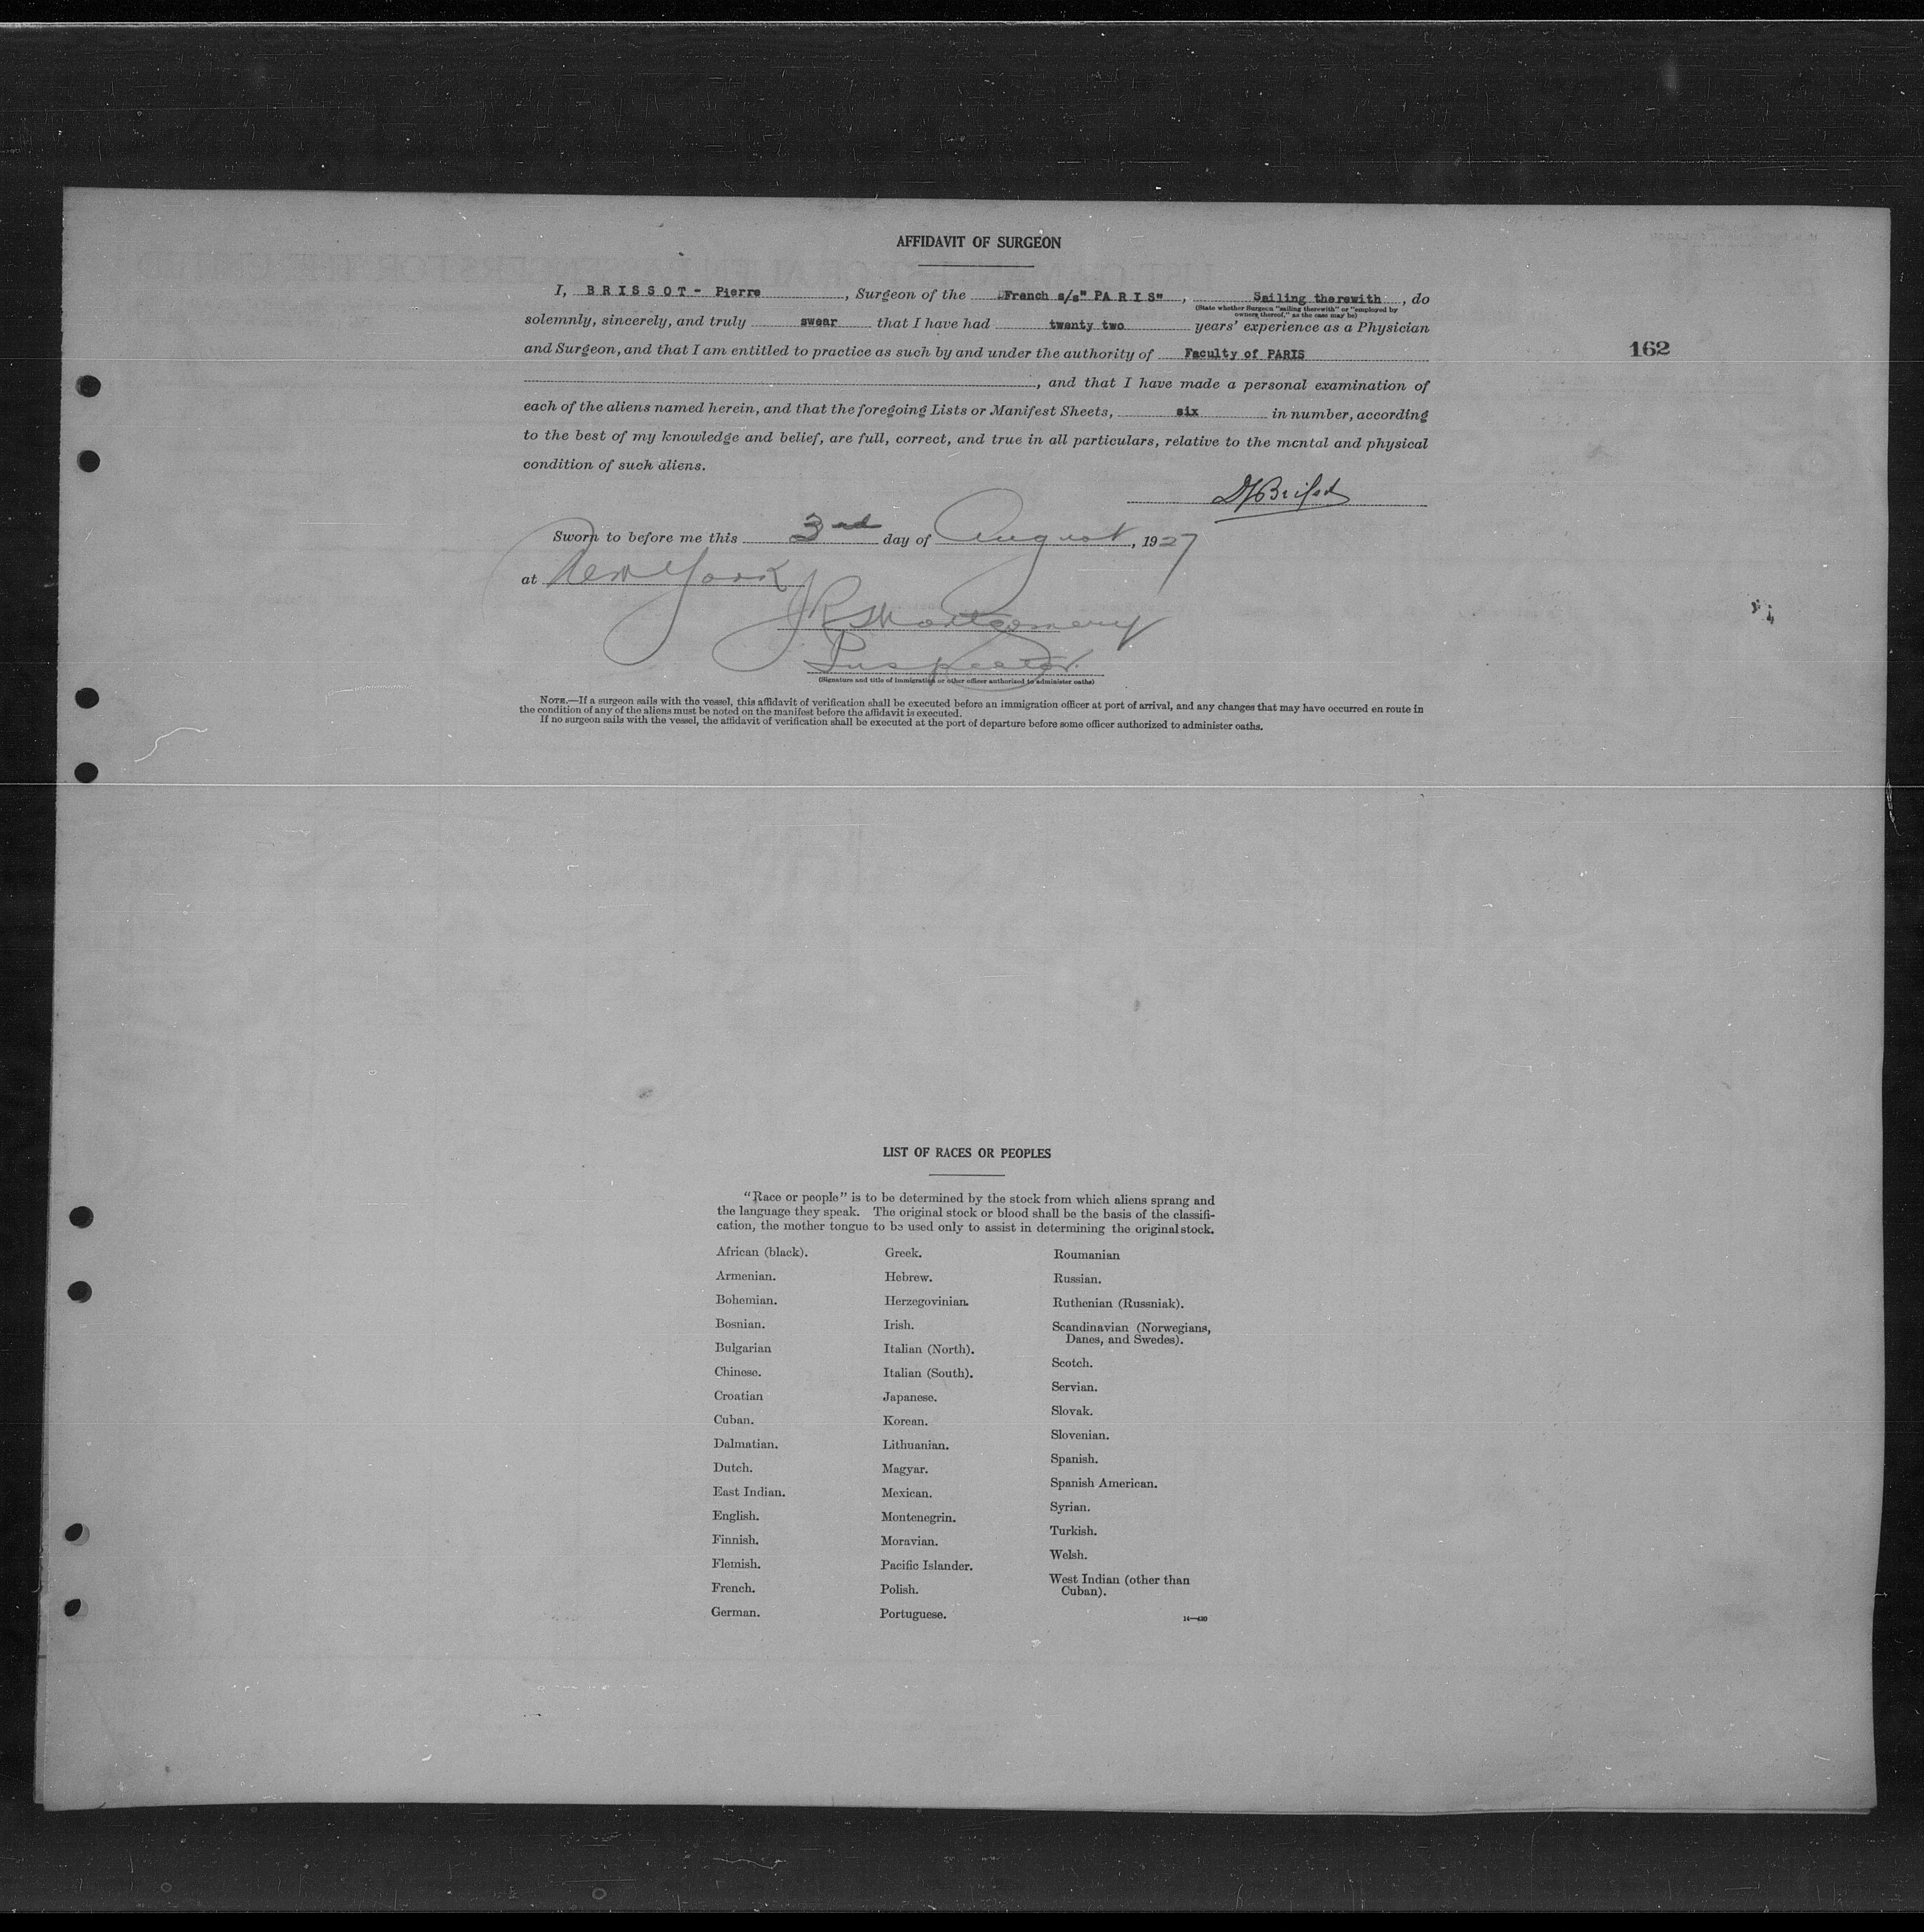 AFFIDAVIT OF SURGEON
I, BRISSOT - Pierre, Surgeon of the French s/s" PARIS", Sailing therewith, do
(State whether Surgeon "sailing therewith" or "employed by
owners thereof," as the case may be)
solemnly, sincerely, and truly swear that I have had twenty two years' experience as a Physician
and Surgeon, and that I am entitled to practice as such by and under the authority of Faculty of PARIS
162
, and that I have made a personal examination of
each of the aliens named herein, and that the foregoing Lists or Manifest Sheets, six in number, according
to the best of my knowledge and belief, are full, correct, and true in all particulars, relative to the mental and physical
condition of such aliens.
Sworn to before me this 3rd day of August, 1927
at New York
JR Montgomery
Inspector.
(Signature and title of immigration or other officer authorized to administer oaths)
NOTE.—If a surgeon sails with the vessel, this affidavit of verification shall be executed before an immigration officer at port of arrival, and any changes that may have occurred en route in
the condition of any of the aliens must be noted on the manifest before the affidavit is executed.
If no surgeon sails with the vessel, the affidavit of verification shall be executed at the port of departure before some officer authorized to administer oaths.
LIST OF RACES OR PEOPLES
"Race or people" is to be determined by the stock from which aliens sprang and
the language they speak. The original stock or blood shall be the basis of the classifi-
cation, the mother tongue to be used only to assist in determining the original stock.
African (black).
Armenian.
Bohemian.
Bosnian.
Bulgarian
Chinese.
Croatian
Cuban.
Dalmatian.
Dutch.
East Indian.
English.
Finnish.
Flemish.
French.
German.
Greek.
Hebrew.
Herzegovinian.
Irish.
Italian (North).
Italian (South).
Japanese.
Korean.
Lithuanian.
Magyar.
Mexican.
Montenegrin.
Moravian.
Pacific Islander.
Polish.
Portuguese.
Roumanian
Russian.
Ruthenian (Russniak).
Scandinavian (Norwegians,
Danes, and Swedes).
Scotch.
Servian.
Slovak.
Slovenian.
Spanish.
Spanish American.
Syrian.
Turkish.
Welsh.
West Indian (other than
Cuban).
14—430